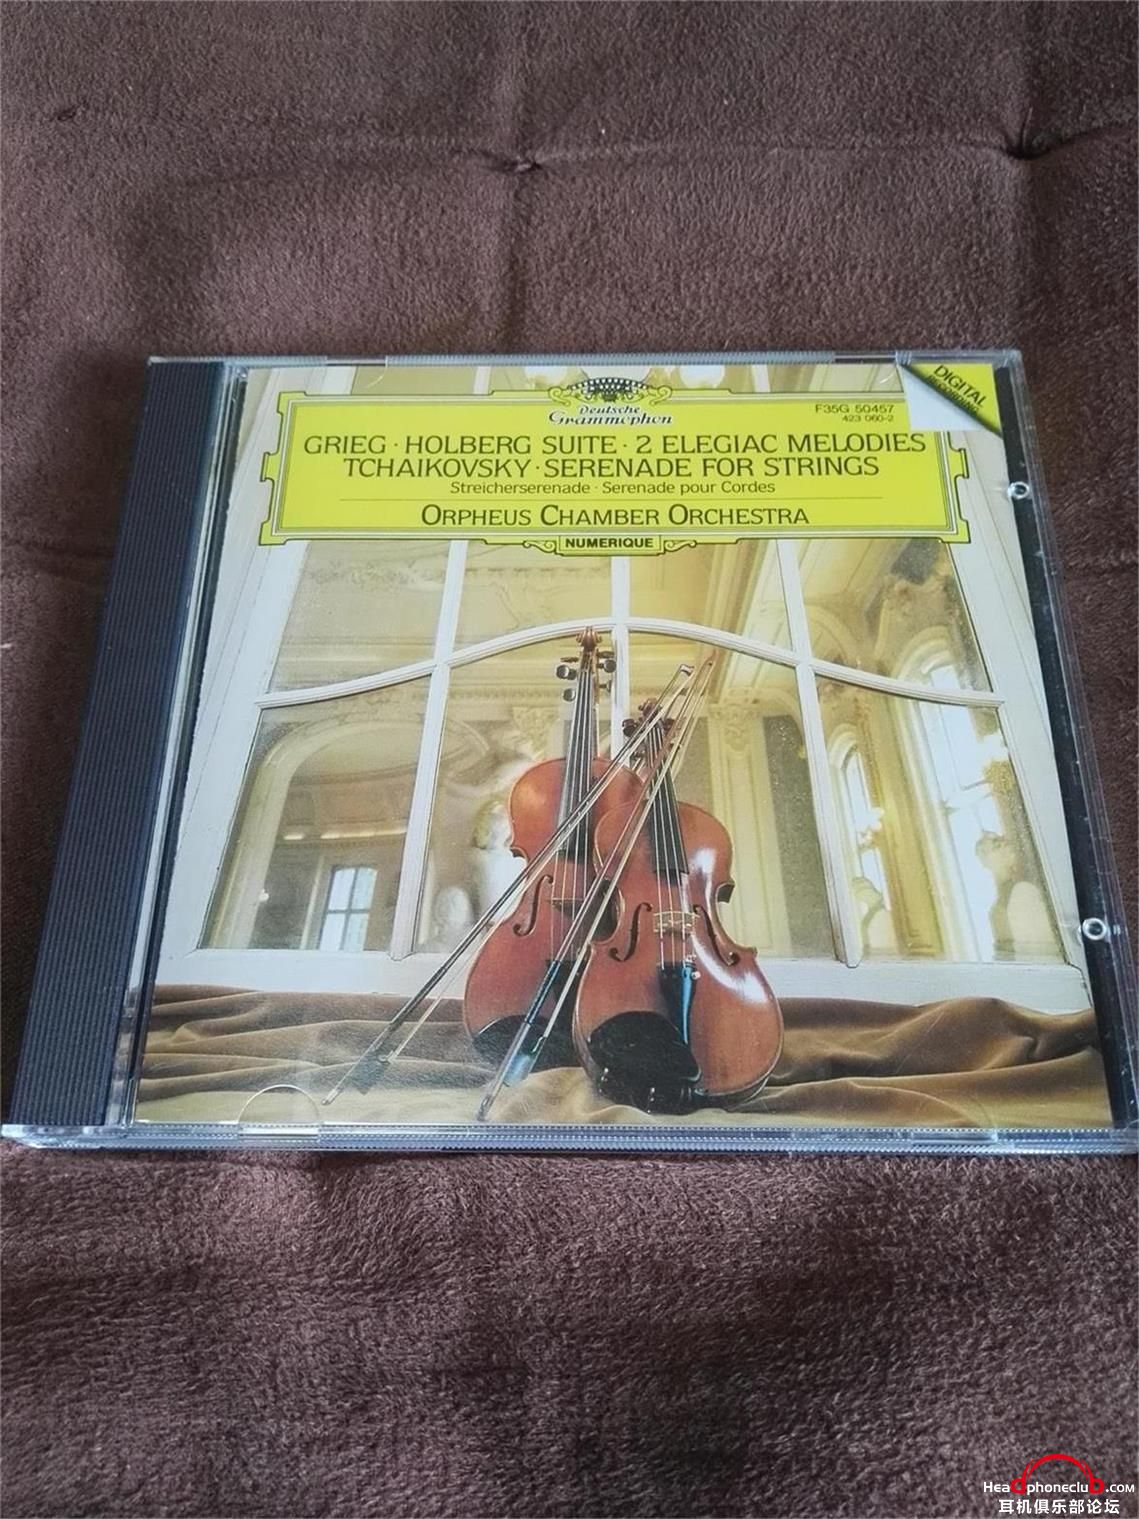 DIGITAL
RECORDING
Deutsche
Grammophon
F35G 50457
423 060-2
GRIEG · HOLBERG SUITE · 2 ELEGIAC MELODIES
TCHAIKOVSKY · SERENADE FOR STRINGS
Streicherserenade · Serenade pour Cordes
ORPHEUS CHAMBER ORCHESTRA
NUMERIQUE
Headphoneclub.com
耳机俱乐部论坛